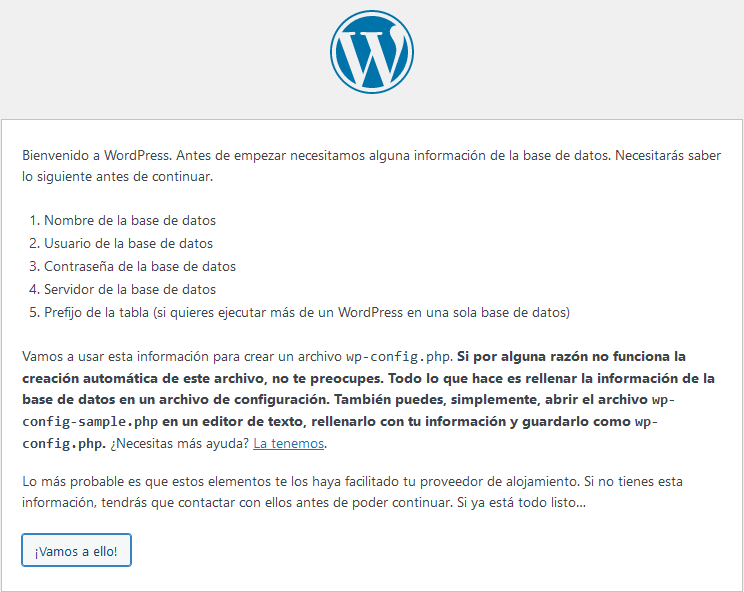 Bienvenido a WordPress. Antes de empezar necesitamos alguna información de la base de datos. Necesitarás saber
lo siguiente antes de continuar.
1. Nombre de la base de datos
2. Usuario de la base de datos
3. Contraseña de la base de datos
4. Servidor de la base de datos
5. Prefijo de la tabla (si quieres ejecutar más de un WordPress en una sola base de datos)
Vamos a usar esta información para crear un archivo wp-config.php. Si por alguna razón no funciona la
creación automática de este archivo, no te preocupes. Todo lo que hace es rellenar la información de la
base de datos en un archivo de configuración. También puedes, simplemente, abrir el archivo wp-
config-sample.php en un editor de texto, rellenarlo con tu información y guardarlo como wp-
config.php. ¿Necesitas más ayuda? La tenemos.
Lo más probable es que estos elementos te los haya facilitado tu proveedor de alojamiento. Si no tienes esta
información, tendrás que contactar con ellos antes de poder continuar. Si ya está todo listo…
¡Vamos a ello!